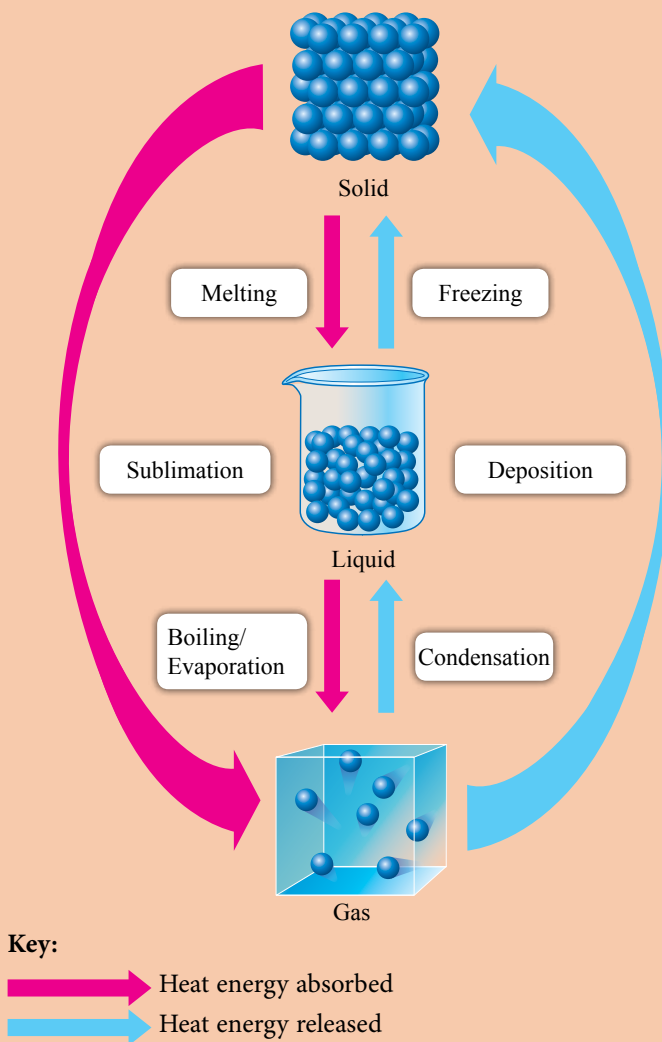 Solid
Melting
Freezing
Sublimation
Deposition
Liquid
Boiling/
Evaporation
Condensation
Gas
Key:
Heat energy absorbed
Heat energy released